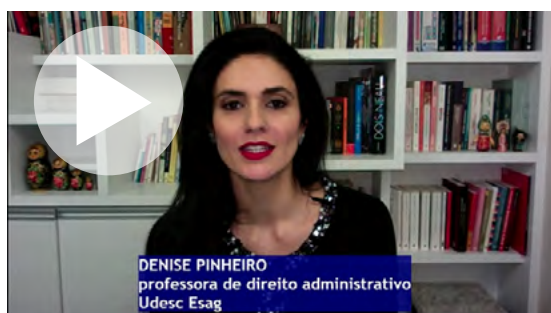 DENISE PINHEIRO
professora de direito administrativo
Udesc Esag